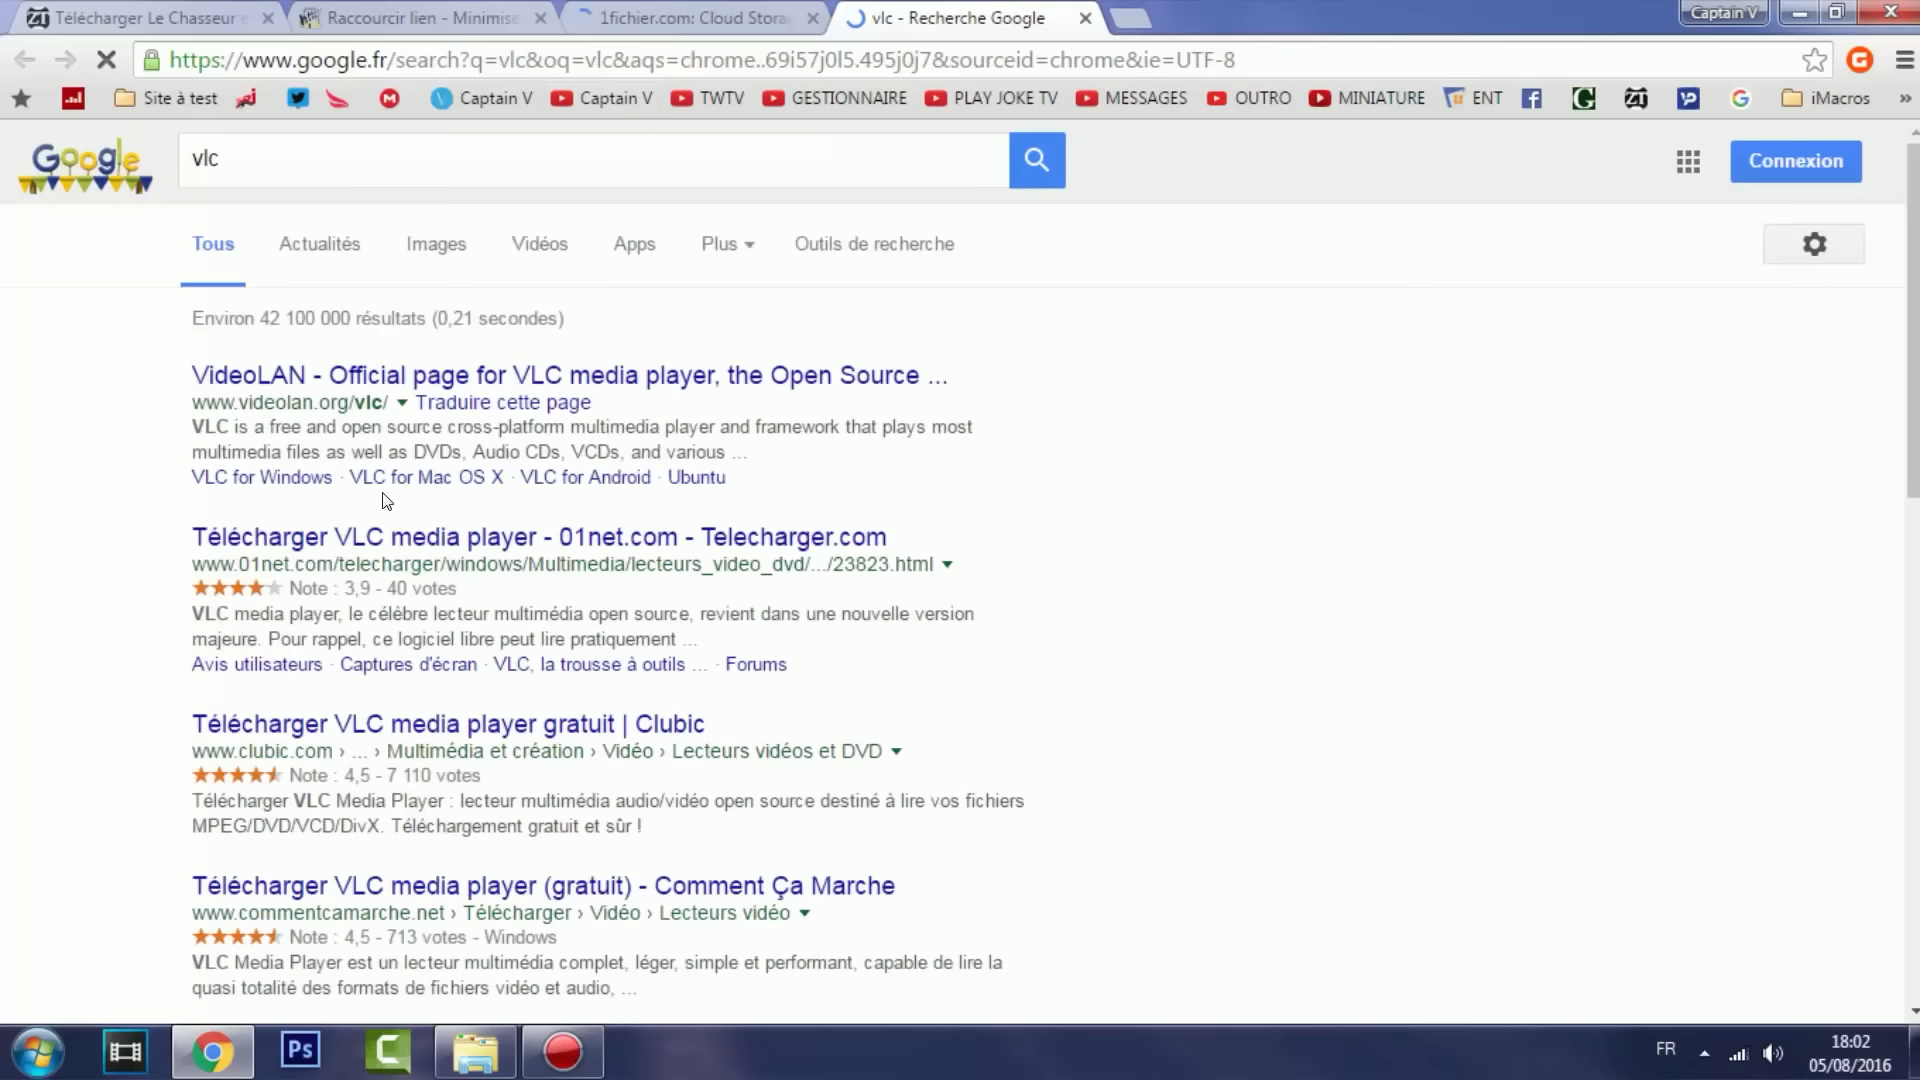 Télécharger Le Chasseur
Raccourcir lien - Minimise
1fichier.com: Cloud Stora
vlc - Recherche Google
Captain V
https://www.google.fr/search?q=vlc&oq=vlc&aqs=chrome..69i57j0l5.495j0j7&sourceid=chrome&ie=UTF-8
Site à test
Captain V
Captain V
TWTV
GESTIONNAIRE
PLAY JOKE TV
MESSAGES
OUTRO
MINIATURE
ENT
iMacros
»
Google
vlc
Connexion
Tous
Actualités
Images
Vidéos
Apps
Plus
Outils de recherche
Environ 42 100 000 résultats (0,21 secondes)
VideoLAN - Official page for VLC media player, the Open Source ...
www.videolan.org/vlc/ Traduire cette page
VLC is a free and open source cross-platform multimedia player and framework that plays most
multimedia files as well as DVDs, Audio CDs, VCDs, and various ...
VLC for Windows · VLC for Mac OS X · VLC for Android · Ubuntu
Télécharger VLC media player - 01net.com - Telecharger.com
www.01net.com/telecharger/windows/Multimedia/lecteurs_video_dvd/.../23823.html
Note : 3,9 - 40 votes
VLC media player, le célèbre lecteur multimédia open source, revient dans une nouvelle version
majeure. Pour rappel, ce logiciel libre peut lire pratiquement ...
Avis utilisateurs · Captures d'écran · VLC, la trousse à outils ... · Forums
Télécharger VLC media player gratuit | Clubic
www.clubic.com › ... › Multimédia et création › Vidéo › Lecteurs vidéos et DVD
Note : 4,5 - 7 110 votes
Télécharger VLC Media Player : lecteur multimédia audio/vidéo open source destiné à lire vos fichiers
MPEG/DVD/VCD/DivX. Téléchargement gratuit et sûr !
Télécharger VLC media player (gratuit) - Comment Ça Marche
www.commentcamarche.net › Télécharger › Vidéo › Lecteurs vidéo
Note : 4,5 - 713 votes - Windows
VLC Media Player est un lecteur multimédia complet, léger, simple et performant, capable de lire la
quasi totalité des formats de fichiers vidéo et audio, ...
Ps
FR
18:02
05/08/2016